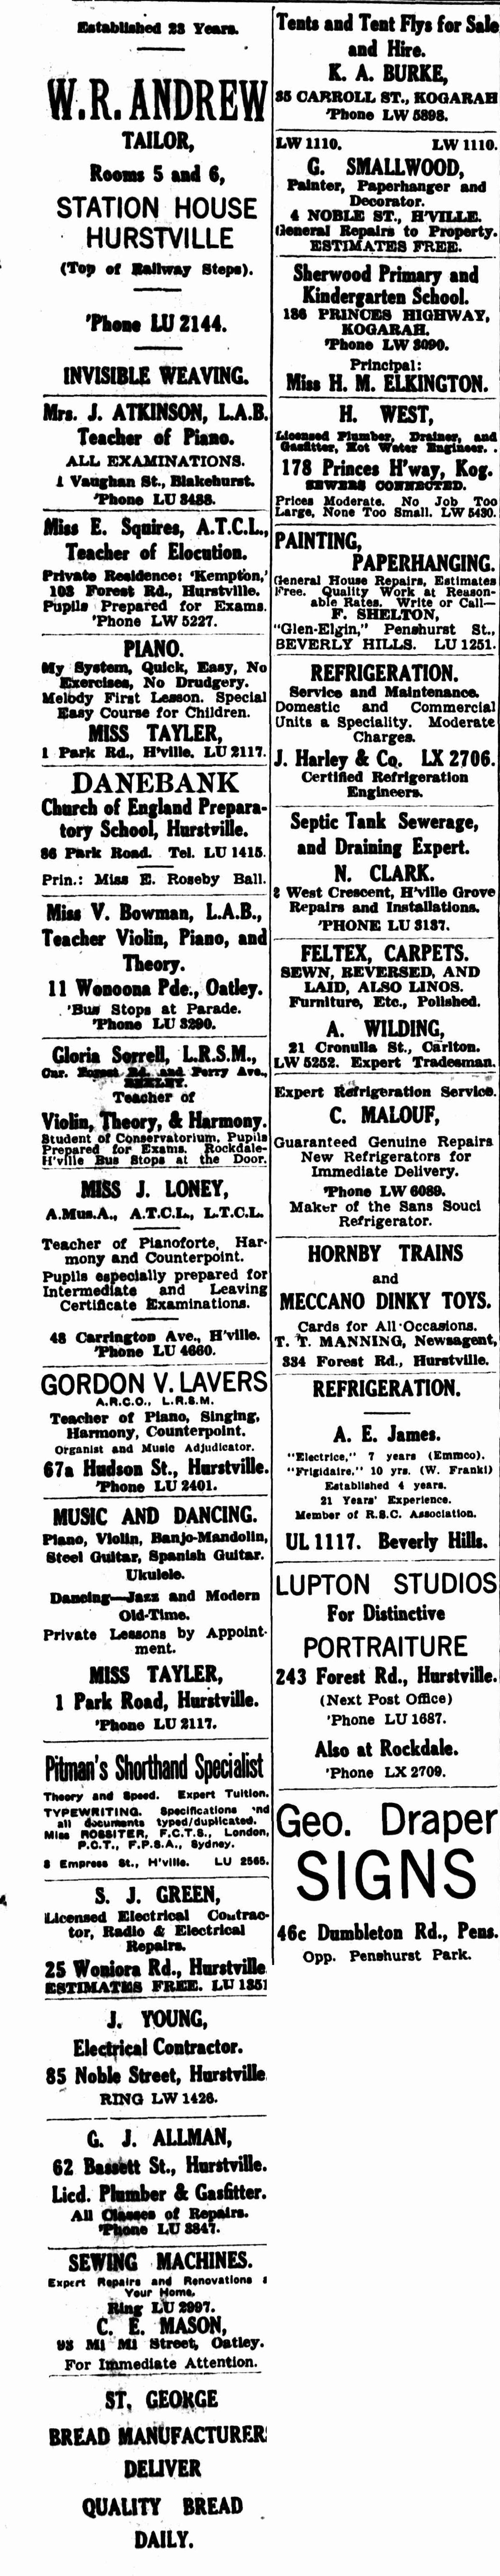 Established 23 Years.
W.R. ANDREW
TAILOR,
Rooms 5 and 6,
STATION HOUSE
HURSTVILLE
(Top of Railway Steps).
'Phone LU 2144.
INVISIBLE WEAVING.
Mrs. J. ATKINSON, L.A.B.
Teacher of Piano.
ALL EXAMINATIONS.
1 Vaughan St., Blakehurst.
'Phone LU 3488.
Miss E. Squires, A.T.C.L.,
Teacher of Elocution.
Private Residence: 'Kempton,'
103 Forest Rd., Hurstville.
Pupils Prepared for Exams.
'Phone LW 5227.
PIANO.
My System, Quick, Easy, No
Exercises, No Drudgery.
Melody First Lesson. Special
Easy Course for Children.
MISS TAYLER,
1 Park Rd., H'ville. LU 2117.
DANEBANK
Church of England Prepara-
tory School, Hurstville.
86 Park Road. Tel. LU 1415.
Prin.: Miss E. Roseby Ball.
Miss V. Bowman, L.A.B.,
Teacher Violin, Piano, and
Theory.
11 Wonoona Pde., Oatley.
'Bus Stops at Parade.
'Phone LU 3290.
Gloria Sorrell, L.R.S.M.,
Cnr. Forest Rd. and Perry Ave.,
BEXLEY.
Teacher of
Violin, Theory, & Harmony.
Student of Conservatorium. Pupils
Prepared for Exams. Rockdale-
H'ville Bus Stops at the Door.
MISS J. LONEY,
A.Mus.A., A.T.C.L., L.T.C.L.
Teacher of Pianoforte, Har-
mony and Counterpoint.
Pupils especially prepared for
Intermediate and Leaving
Certificate Examinations.
48 Carrington Ave., H'ville.
'Phone LU 4660.
GORDON V. LAVERS
A.R.C.O., L.R.S.M.
Teacher of Piano, Singing,
Harmony, Counterpoint.
Organist and Music Adjudicator.
67a Hudson St., Hurstville.
'Phone LU 2401.
MUSIC AND DANCING.
Piano, Violin, Banjo-Mandolin,
Steel Guitar, Spanish Guitar.
Ukulele.
Dancing—Jazz and Modern
Old-Time.
Private Lessons by Appoint-
ment.
MISS TAYLER,
1 Park Road, Hurstville.
'Phone LU 2117.
Pitman's Shorthand Specialist
Theory and Speed. Expert Tuition.
TYPEWRITING. Specifications 'nd
all documents typed/duplicated.
Miss ROSSITER, F.C.T.S., London,
P.C.T., F.P.S.A., Sydney.
8 Empress St., H'ville. LU 2565.
S. J. GREEN,
Licensed Electrical Contrac-
tor, Radio & Electrical
Repairs.
25 Woniora Rd., Hurstville
ESTIMATES FREE. LU 1351
J. YOUNG,
Electrical Contractor.
85 Noble Street, Hurstville
RING LW 1426.
G. J. ALLMAN,
62 Bassett St., Hurstville.
Licd. Plumber & Gasfitter.
All Classes of Repairs.
'Phone LU 3847.
SEWING MACHINES.
Expert Repairs and Renovations
Your Home.
Ring LU 2997.
C. E. MASON,
93 Mi Mi Street, Oatley.
For Immediate Attention.
ST. GEORGE
BREAD MANUFACTURER
DELIVER
QUALITY BREAD
DAILY.
Tents and Tent Flys for Sale
and Hire.
K. A. BURKE,
35 CARROLL ST., KOGARAH
'Phone LW 5898.
LW 1110. LW 1110.
G. SMALLWOOD,
Painter, Paperhanger and
Decorator.
4 NOBLE ST., H'VILLE.
General Repairs to Property.
ESTIMATES FREE.
Sherwood Primary and
Kindergarten School.
186 PRINCES HIGHWAY,
KOGARAH.
'Phone LW 3090.
Principal:
Miss H. M. ELKINGTON.
H. WEST,
Licensed Plumber, Drainer, and
Gasfitter, Hot Water Engineer. .
178 Princes H'way, Kog.
SEWERS CONNECTED.
Prices Moderate. No Job Too
Large, None Too Small. LW 5430.
PAINTING,
PAPERHANGING.
General House Repairs, Estimates
Free. Quality Work at Reason-
able Rates. Write or Call—
F. SHELTON,
"Glen-Elgin," Penshurst St.,
BEVERLY HILLS. LU 1251.
REFRIGERATION.
Service and Maintenance.
Domestic and Commercial
Units a Speciality. Moderate
Charges.
J. Harley & Co. LX 2706.
Certified Refrigeration
Engineers.
Septic Tank Sewerage,
and Draining Expert.
N. CLARK.
2 West Crescent, H'ville Grove
Repairs and Installations.
'PHONE LU 3137.
FELTEX, CARPETS.
SEWN, REVERSED, AND
LAID, ALSO LINOS.
Furniture, Etc., Polished.
A. WILDING,
21 Cronulla St., Carlton.
LW 5252. Expert Tradesman.
Expert Refrigeration Service.
C. MALOUF,
Guaranteed Genuine Repairs
New Refrigerators for
Immediate Delivery.
'Phone LW 6089.
Maker of the Sans Souci
Refrigerator.
HORNBY TRAINS
and
MECCANO DINKY TOYS.
Cards for All Occasions.
T. T. MANNING, Newsagent,
334 Forest Rd., Hurstville.
REFRIGERATION.
A. E. James.
"Electrice," 7 years (Emmco).
"Frigidaire," 10 yrs. (W. Frankl)
Established 4 years.
21 Years' Experience.
Member of R.S.C. Association.
UL 1117. Beverly Hills.
LUPTON STUDIOS
For Distinctive
PORTRAITURE
243 Forest Rd., Hurstville.
(Next Post Office)
'Phone LU 1687.
Also at Rockdale.
'Phone LX 2709.
Geo. Draper
SIGNS
46c Dumbleton Rd., Pens.
Opp. Penshurst Park.